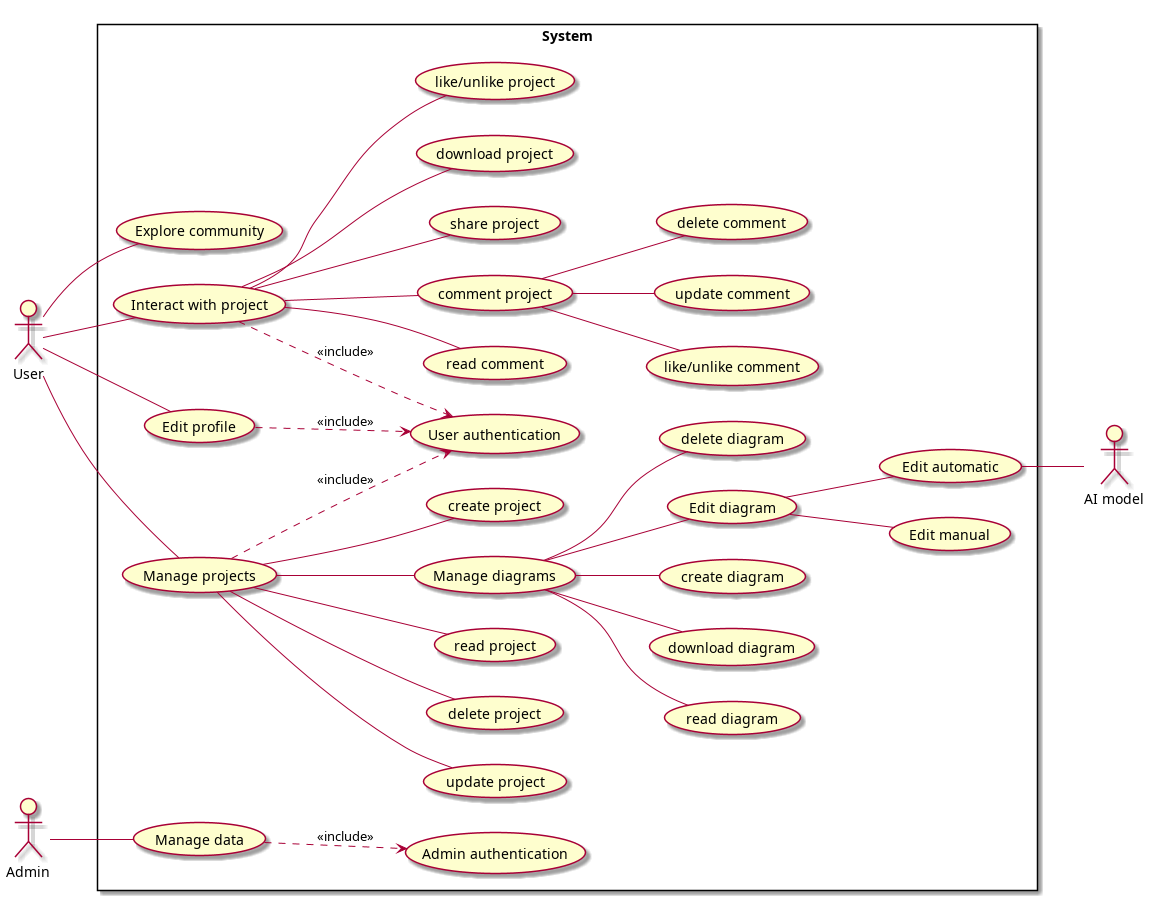 System
like/unlike project
download project
share project
delete comment
Explore community
comment project
update comment
Interact with project
«include»
read comment
like/unlike comment
User
Edit profile
«include»
User authentication
delete diagram
Edit automatic
«include»
create project
Edit diagram
AI model
Edit manual
Manage projects
Manage diagrams
create diagram
read project
download diagram
delete project
read diagram
update project
Manage data
«include»
Admin authentication
Admin